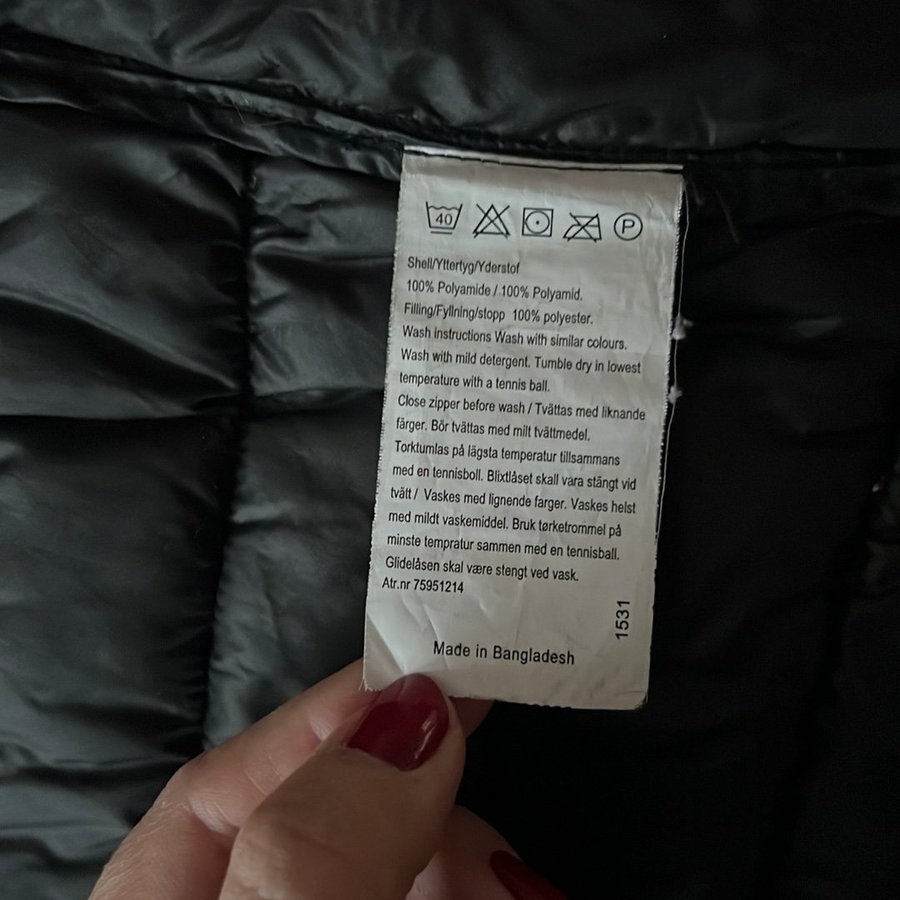 40 P
Shell/Yttertyg/Yderstof
100% Polyamide / 100% Polyamid.
Filling/Fyllning/stopp 100% polyester.
Wash instructions Wash with similar colours.
Wash with mild detergent. Tumble dry in lowest
temperature with a tennis ball.
Close zipper before wash / Tvättas med liknande
färger. Bör tvättas med milt tvättmedel.
Torktumlas på lägsta temperatur tillsammans
med en tennisboll. Blixtlåset skall vara stängt vid
tvätt / Vaskes med lignende farger. Vaskes helst
med mildt vaskemiddel. Bruk tørketrommel på
minste tempratur sammen med en tennisball.
Glidelåsen skal være stengt ved vask.
Atr.nr 75951214
1531
Made in Bangladesh